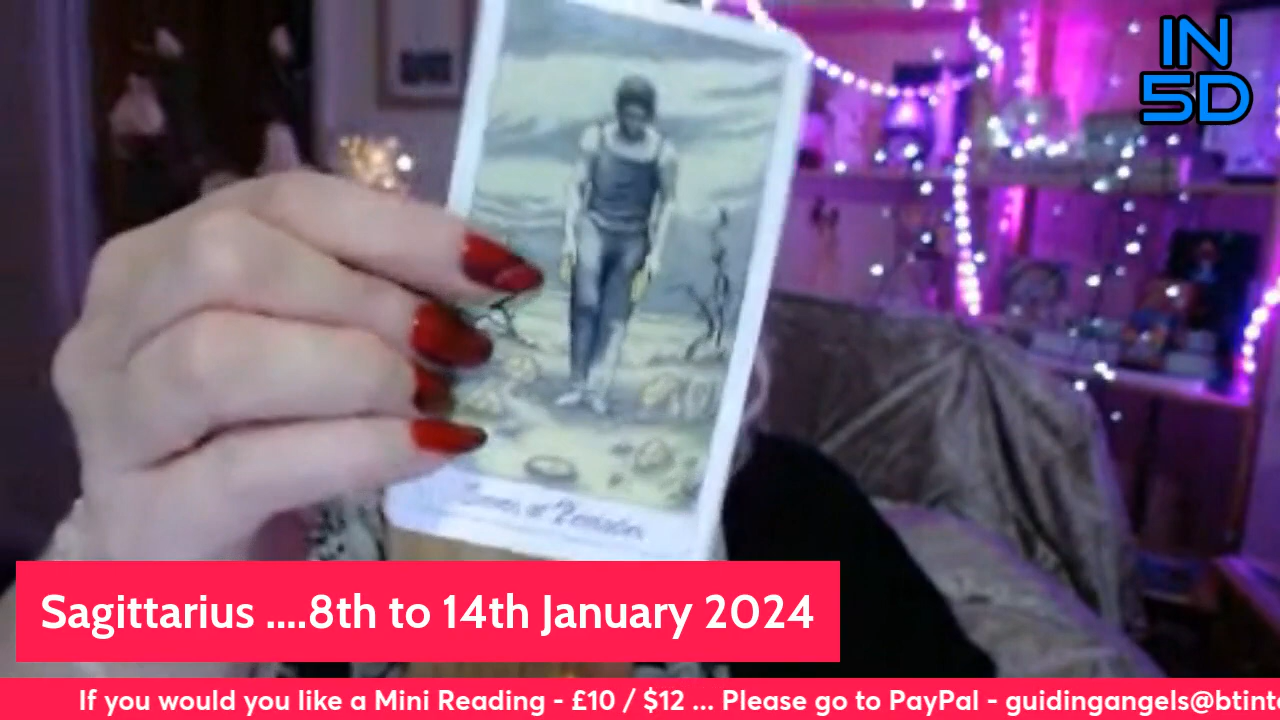 IN
5D
of
Sagittarius ....8th to 14th January 2024
If you would you like a Mini Reading - £10 / $12 ... Please go to PayPal - guidingangels@btint